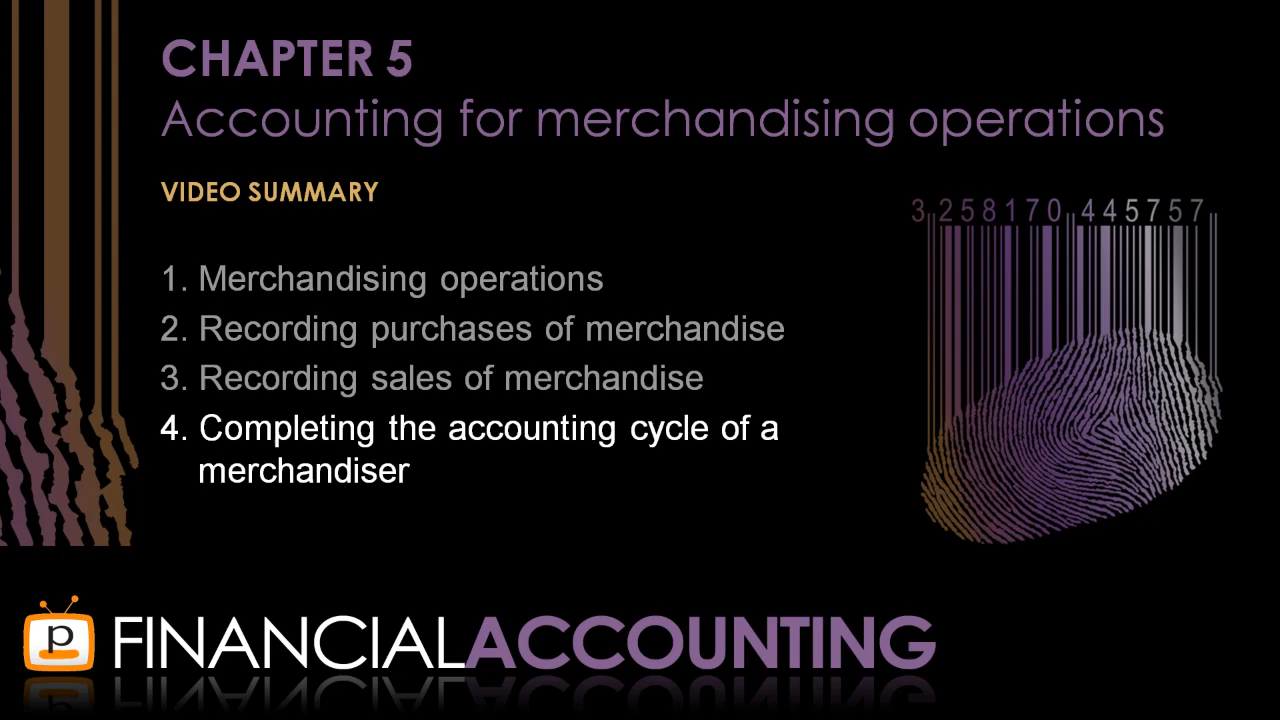 CHAPTER 5
Accounting for merchandising operations
VIDEO SUMMARY
3 258170 445757
1. Merchandising operations
2. Recording purchases of merchandise
3. Recording sales of merchandise
4. Completing the accounting cycle of a
merchandiser
p FINANCIALACCOUNTING